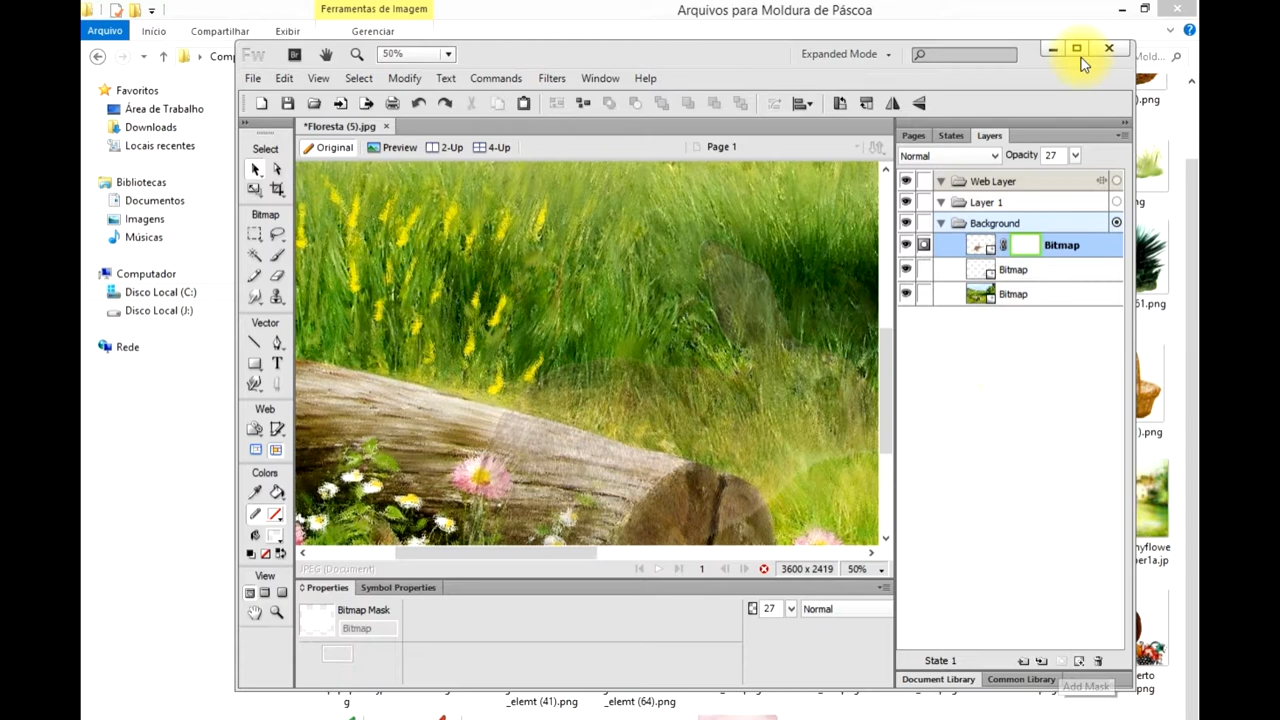 Ferramentas de Imagem
Arquivos para Moldura de Páscoa
Arquivo Início Compartilhar Exibir Gerenciar
Fw Br 50% Expanded Mode
File Edit View Select Modify Text Commands Filters Window Help
*Floresta (5).jpg
Original Preview 2-Up 4-Up Page 1
Favoritos
Área de Trabalho
Downloads
Locais recentes
Bibliotecas
Documentos
Imagens
Músicas
Computador
Disco Local (C:)
Disco Local (J:)
Rede
Select
Bitmap
Vector
Web
Colors
View
Pages States Layers
Normal Opacity 27
Web Layer
Layer 1
Background
Bitmap
Bitmap
Bitmap
JPEG (Document) 1 3600 x 2419 50%
Properties Symbol Properties
Bitmap Mask
Bitmap
27 Normal
State 1
Document Library Common Library
Add Mask
_elemt (41).png _elemt (64).png